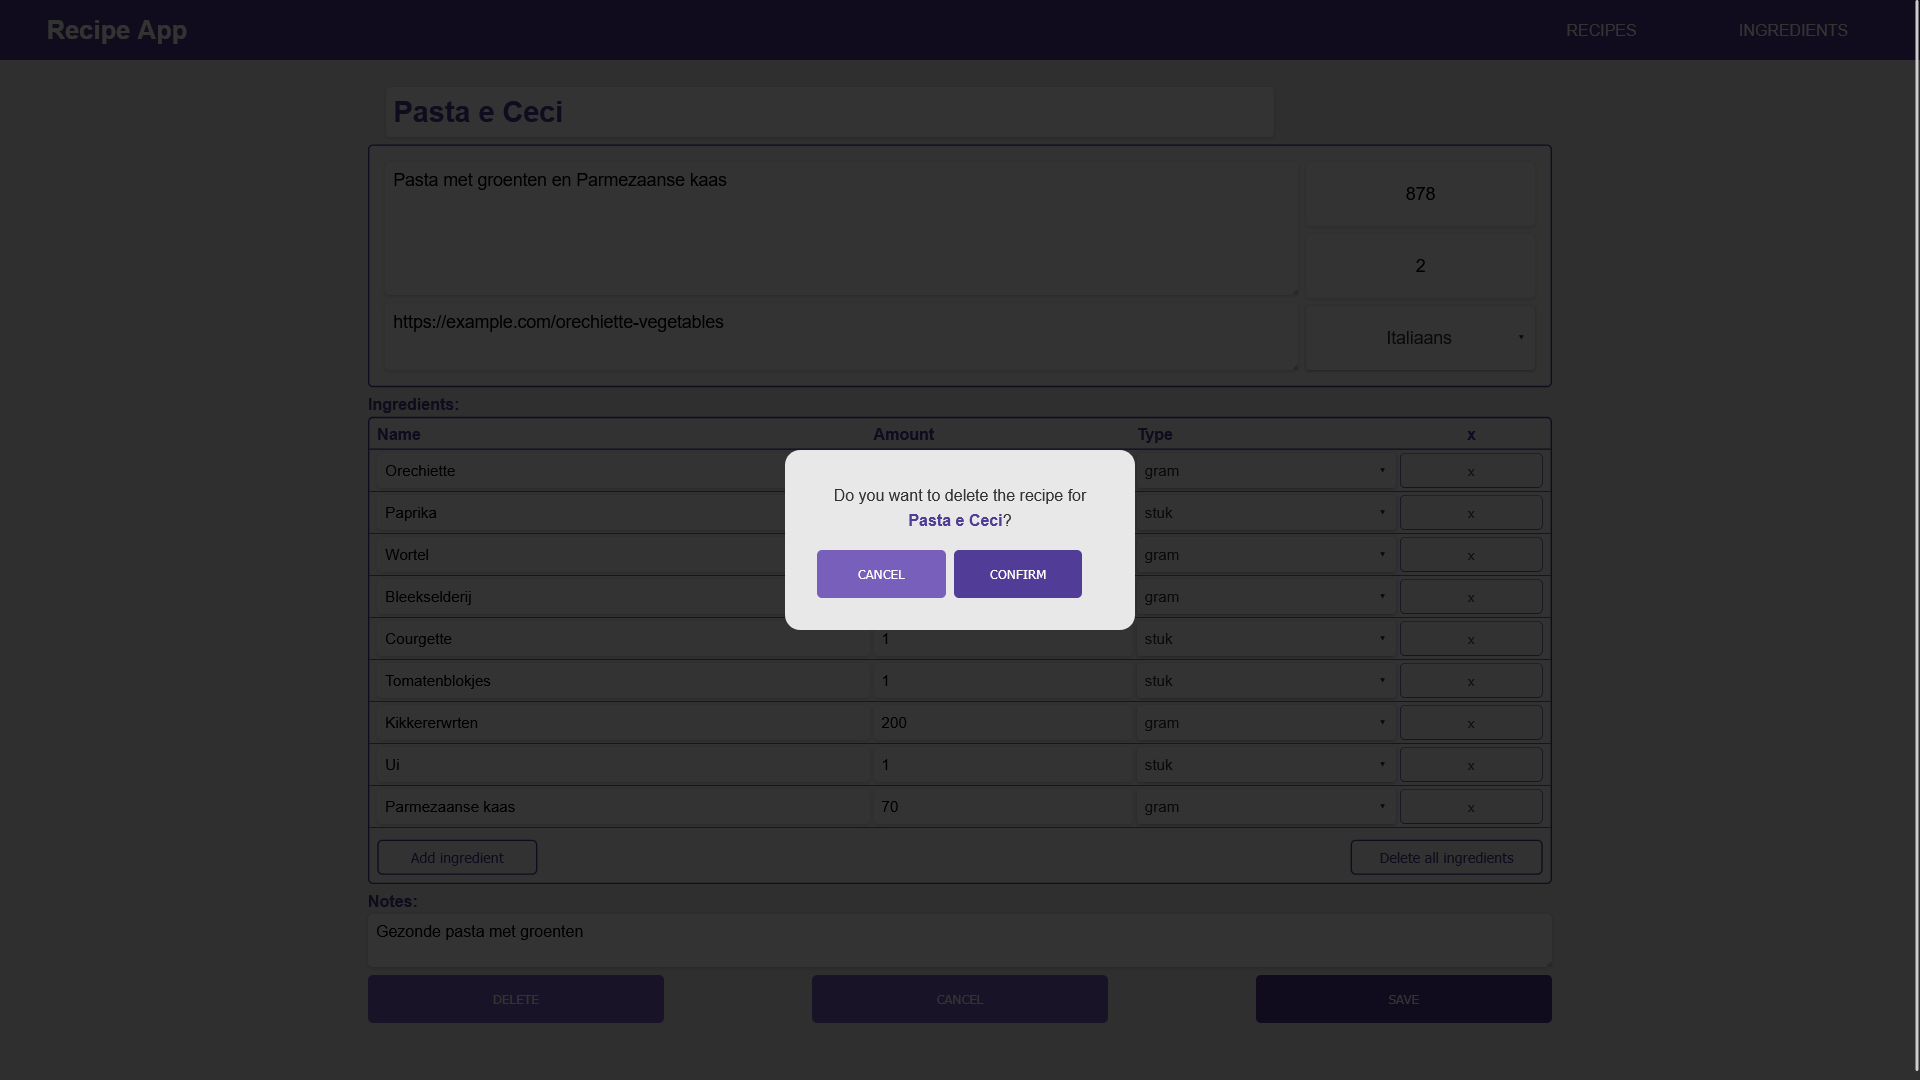 Recipe App
RECIPES
INGREDIENTS
Pasta e Ceci
Pasta met groenten en Parmezaanse kaas
878
2
https://example.com/orechiette-vegetables
Italiaans
Ingredients:
Name Amount Type x
Orechiette gram x
Paprika stuk x
Wortel gram x
Bleekselderij gram x
Courgette 1 stuk x
Tomatenblokjes 1 stuk x
Kikkererwrten 200 gram x
Ui 1 stuk x
Parmezaanse kaas 70 gram x
Add ingredient
Delete all ingredients
Notes:
Gezonde pasta met groenten
DELETE
CANCEL
SAVE
Do you want to delete the recipe for
Pasta e Ceci?
CANCEL
CONFIRM